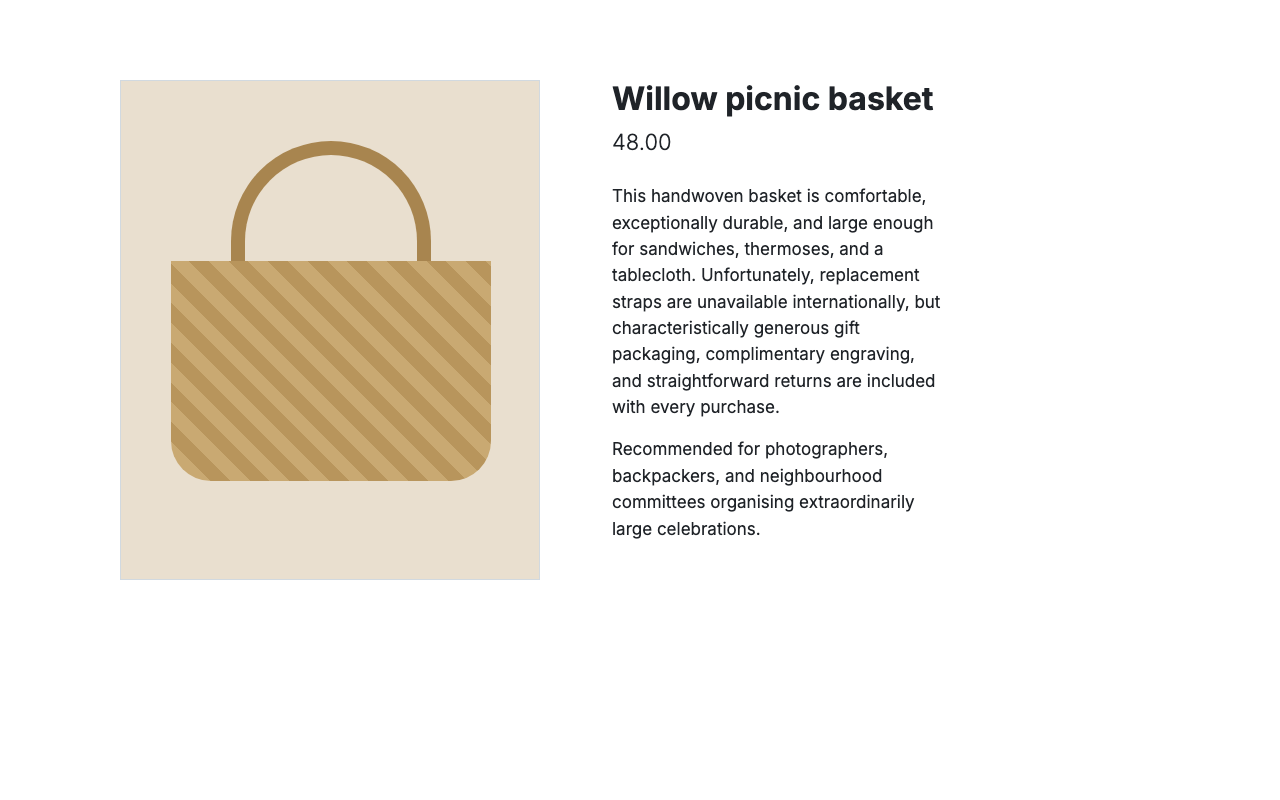 Willow picnic basket
48.00
This handwoven basket is comfortable,
exceptionally durable, and large enough
for sandwiches, thermoses, and a
tablecloth. Unfortunately, replacement
straps are unavailable internationally, but
characteristically generous gift
packaging, complimentary engraving,
and straightforward returns are included
with every purchase.
Recommended for photographers,
backpackers, and neighbourhood
committees organising extraordinarily
large celebrations.